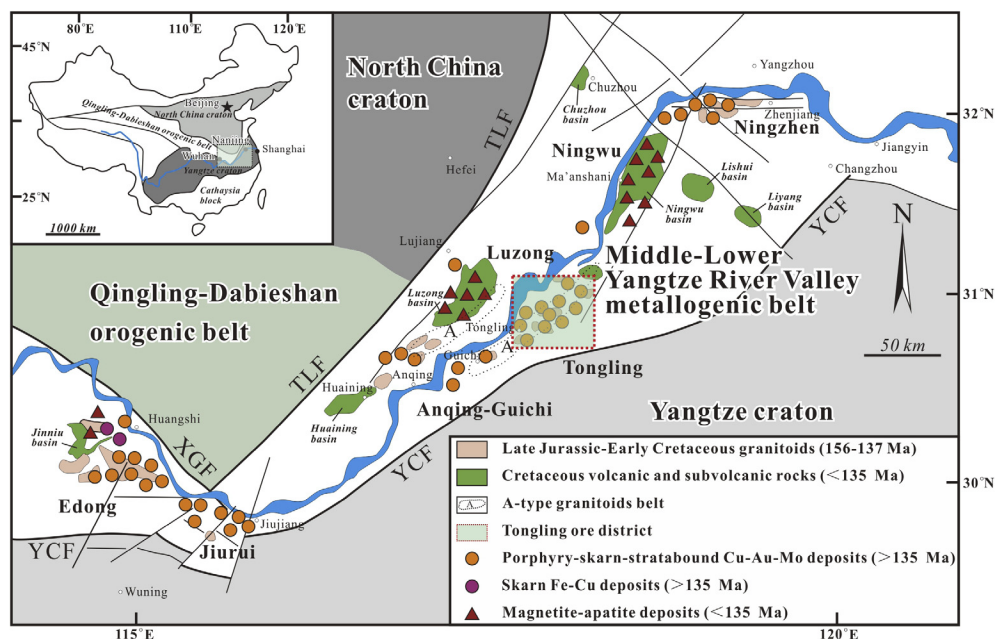 80°E
110°E
120°E
45°N
25°N
Beijing
North China craton
Qingling-Dabieshan
orogenic belt
Nanjing
Wuhan
Shanghai
Yangtze craton
Cathaysia
block
1000 km
North China
craton
TLF
Hefei
Chuzhou
Chuzhou
basin
Yangzhou
Zhenjiang
Ningzhen
32°N
Jiangyin
Changzhou
Ningwu
Ma'anshani
Ningwu
basin
Lishui
basin
Liyang
basin
YCF
N
Lujiang
Luzong
Luzong
basin
Middle-Lower
Yangtze River Valley
metallogenic belt
31°N
50 km
Qingling-Dabieshan
orogenic belt
A
Tongling
A
Guichi
Tongling
Anqing
Huaining
Huaining
basin
Anqing-Guichi
TLF
YCF
Yangtze craton
Jinniu
basin
Huangshi
XGF
Edong
Jiujiang
Jiurui
YCF
Wuning
30°N
Late Jurassic-Early Cretaceous granitoids (156-137 Ma)
Cretaceous volcanic and subvolcanic rocks (<135 Ma)
A
A-type granitoids belt
Tongling ore district
Porphyry-skarn-stratabound Cu-Au-Mo deposits (>135 Ma)
Skarn Fe-Cu deposits (>135 Ma)
Magnetite-apatite deposits (<135 Ma)
115°E
120°E